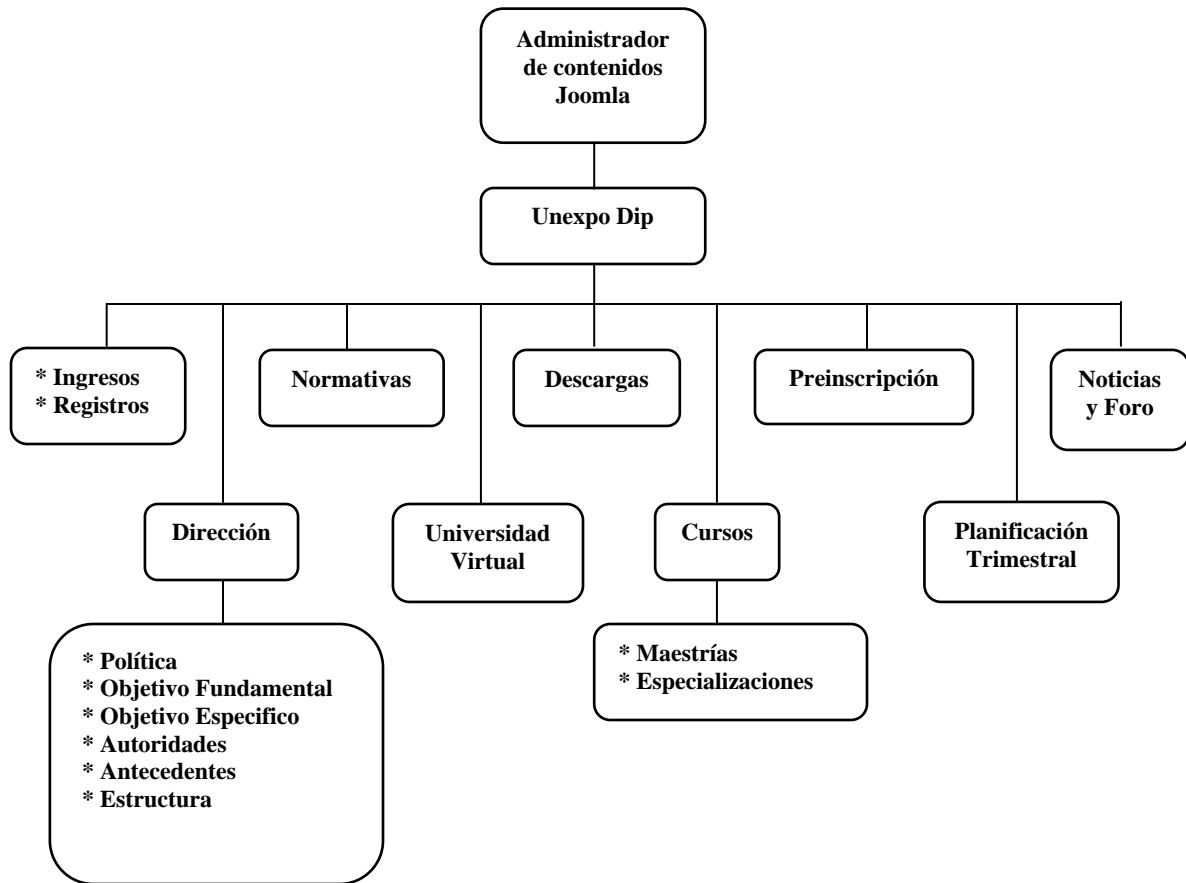 Administrador
de contenidos
Joomla
Unexpo Dip
* Ingresos
* Registros
Normativas
Descargas
Preinscripción
Noticias
y Foro
Dirección
Universidad
Virtual
Cursos
Planificación
Trimestral
* Política
* Objetivo Fundamental
* Objetivo Especifico
* Autoridades
* Antecedentes
* Estructura
* Maestrías
* Especializaciones